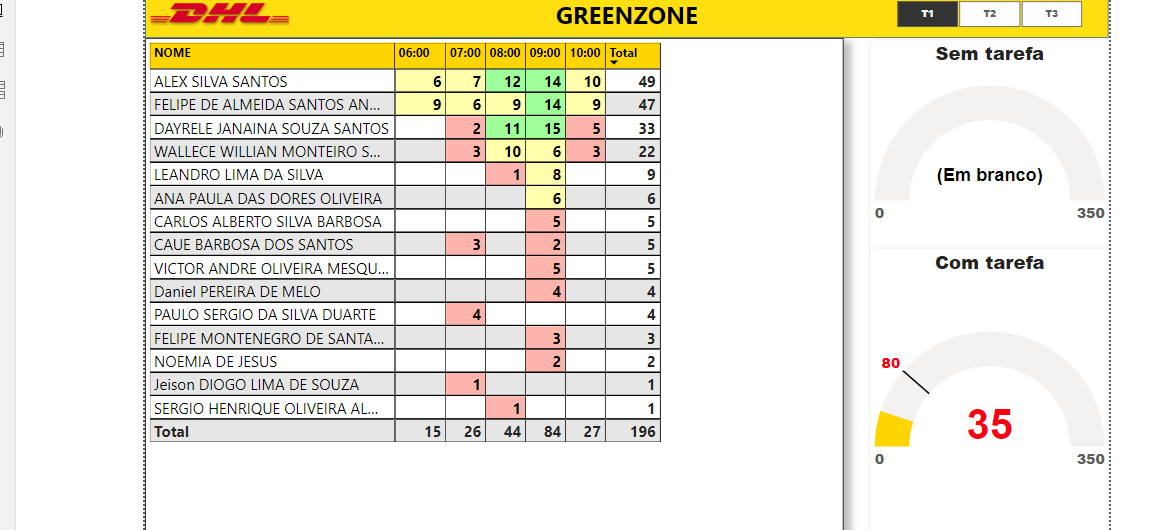 DHL
GREENZONE
T1 T2 T3
NOME 06:00 07:00 08:00 09:00 10:00 Total
ALEX SILVA SANTOS 6 7 12 14 10 49
FELIPE DE ALMEIDA SANTOS AN... 9 6 9 14 9 47
DAYRELE JANAINA SOUZA SANTOS 2 11 15 5 33
WALLECE WILLIAN MONTEIRO S... 3 10 6 3 22
LEANDRO LIMA DA SILVA 1 8 9
ANA PAULA DAS DORES OLIVEIRA 6 6
CARLOS ALBERTO SILVA BARBOSA 5 5
CAUE BARBOSA DOS SANTOS 3 2 5
VICTOR ANDRE OLIVEIRA MESQU... 5 5
Daniel PEREIRA DE MELO 4 4
PAULO SERGIO DA SILVA DUARTE 4 4
FELIPE MONTENEGRO DE SANTA... 3 3
NOEMIA DE JESUS 2 2
Jeison DIOGO LIMA DE SOUZA 1 1
SERGIO HENRIQUE OLIVEIRA AL... 1 1
Total 15 26 44 84 27 196
Sem tarefa
(Em branco)
0 350
Com tarefa
80
35
0 350